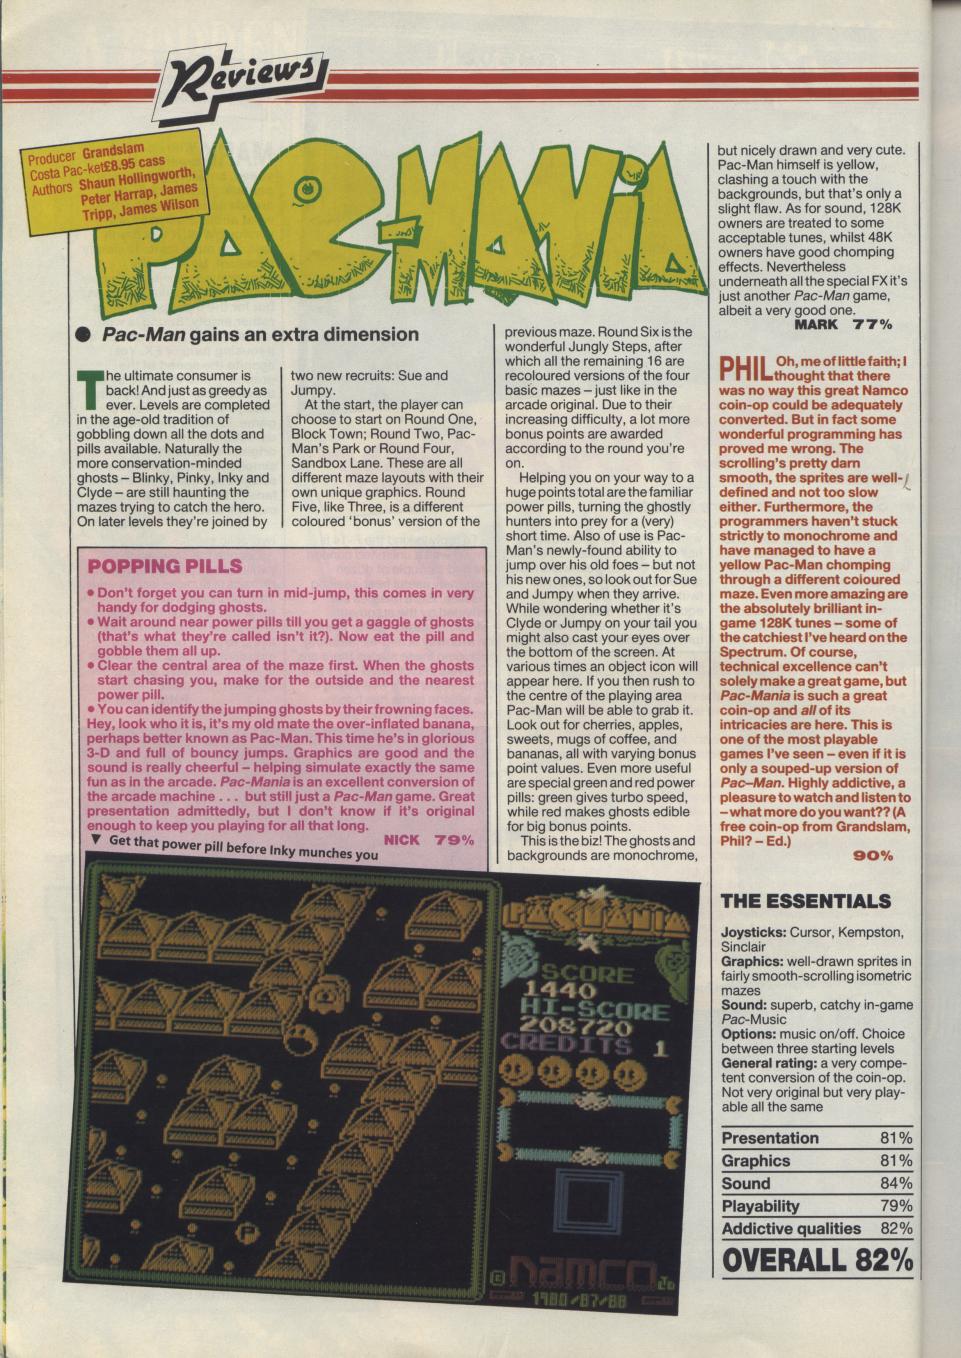 Reviews
Producer Grandslam
Costa Pac-ket £8.95 cass
Authors Shaun Hollingworth,
Peter Harrap, James
Tripp, James Wilson
PAC-MANIA
● Pac-Man gains an extra dimension
The ultimate consumer is
back! And just as greedy as
ever. Levels are completed
in the age-old tradition of
gobbling down all the dots and
pills available. Naturally the
more conservation-minded
ghosts – Blinky, Pinky, Inky and
Clyde – are still haunting the
mazes trying to catch the hero.
On later levels they're joined by
two new recruits: Sue and
Jumpy.
At the start, the player can
choose to start on Round One,
Block Town; Round Two, Pac-
Man's Park or Round Four,
Sandbox Lane. These are all
different maze layouts with their
own unique graphics. Round
Five, like Three, is a different
coloured 'bonus' version of the
previous maze. Round Six is the
wonderful Jungly Steps, after
which all the remaining 16 are
recoloured versions of the four
basic mazes – just like in the
arcade original. Due to their
increasing difficulty, a lot more
bonus points are awarded
according to the round you're
on.
Helping you on your way to a
huge points total are the familiar
power pills, turning the ghostly
hunters into prey for a (very)
short time. Also of use is Pac-
Man's newly-found ability to
jump over his old foes – but not
his new ones, so look out for Sue
and Jumpy when they arrive.
While wondering whether it's
Clyde or Jumpy on your tail you
might also cast your eyes over
the bottom of the screen. At
various times an object icon will
appear here. If you then rush to
the centre of the playing area
Pac-Man will be able to grab it.
Look out for cherries, apples,
sweets, mugs of coffee, and
bananas, all with varying bonus
point values. Even more useful
are special green and red power
pills: green gives turbo speed,
while red makes ghosts edible
for big bonus points.
This is the biz! The ghosts and
backgrounds are monochrome,
but nicely drawn and very cute.
Pac-Man himself is yellow,
clashing a touch with the
backgrounds, but that's only a
slight flaw. As for sound, 128K
owners are treated to some
acceptable tunes, whilst 48K
owners have good chomping
effects. Nevertheless
underneath all the special FX it's
just another Pac-Man game,
albeit a very good one.
MARK 77%
PHIL Oh, me of little faith; I
thought that there
was no way this great Namco
coin-op could be adequately
converted. But in fact some
wonderful programming has
proved me wrong. The
scrolling's pretty darn
smooth, the sprites are well-
defined and not too slow
either. Furthermore, the
programmers haven't stuck
strictly to monochrome and
have managed to have a
yellow Pac-Man chomping
through a different coloured
maze. Even more amazing are
the absolutely brilliant in-
game 128K tunes – some of
the catchiest I've heard on the
Spectrum. Of course,
technical excellence can't
solely make a great game, but
Pac-Mania is such a great
coin-op and all of its
intricacies are here. This is
one of the most playable
games I've seen – even if it is
only a souped-up version of
Pac–Man. Highly addictive, a
pleasure to watch and listen to
– what more do you want?? (A
free coin-op from Grandslam,
Phil? – Ed.)
90%
POPPING PILLS
● Don't forget you can turn in mid-jump, this comes in very
handy for dodging ghosts.
● Wait around near power pills till you get a gaggle of ghosts
(that's what they're called isn't it?). Now eat the pill and
gobble them all up.
● Clear the central area of the maze first. When the ghosts
start chasing you, make for the outside and the nearest
power pill.
● You can identify the jumping ghosts by their frowning faces.
Hey, look who it is, it's my old mate the over-inflated banana,
perhaps better known as Pac-Man. This time he's in glorious
3-D and full of bouncy jumps. Graphics are good and the
sound is really cheerful – helping simulate exactly the same
fun as in the arcade. Pac-Mania is an excellent conversion of
the arcade machine . . . but still just a Pac-Man game. Great
presentation admittedly, but I don't know if it's original
enough to keep you playing for all that long.
NICK 79%
▼ Get that power pill before Inky munches you
PAC-MANIA
SCORE
1440
HI-SCORE
208720
CREDITS 1
namco
1980/87/88
THE ESSENTIALS
Joysticks: Cursor, Kempston,
Sinclair
Graphics: well-drawn sprites in
fairly smooth-scrolling isometric
mazes
Sound: superb, catchy in-game
Pac-Music
Options: music on/off. Choice
between three starting levels
General rating: a very compe-
tent conversion of the coin-op.
Not very original but very play-
able all the same
Presentation 81%
Graphics 81%
Sound 84%
Playability 79%
Addictive qualities 82%
OVERALL 82%